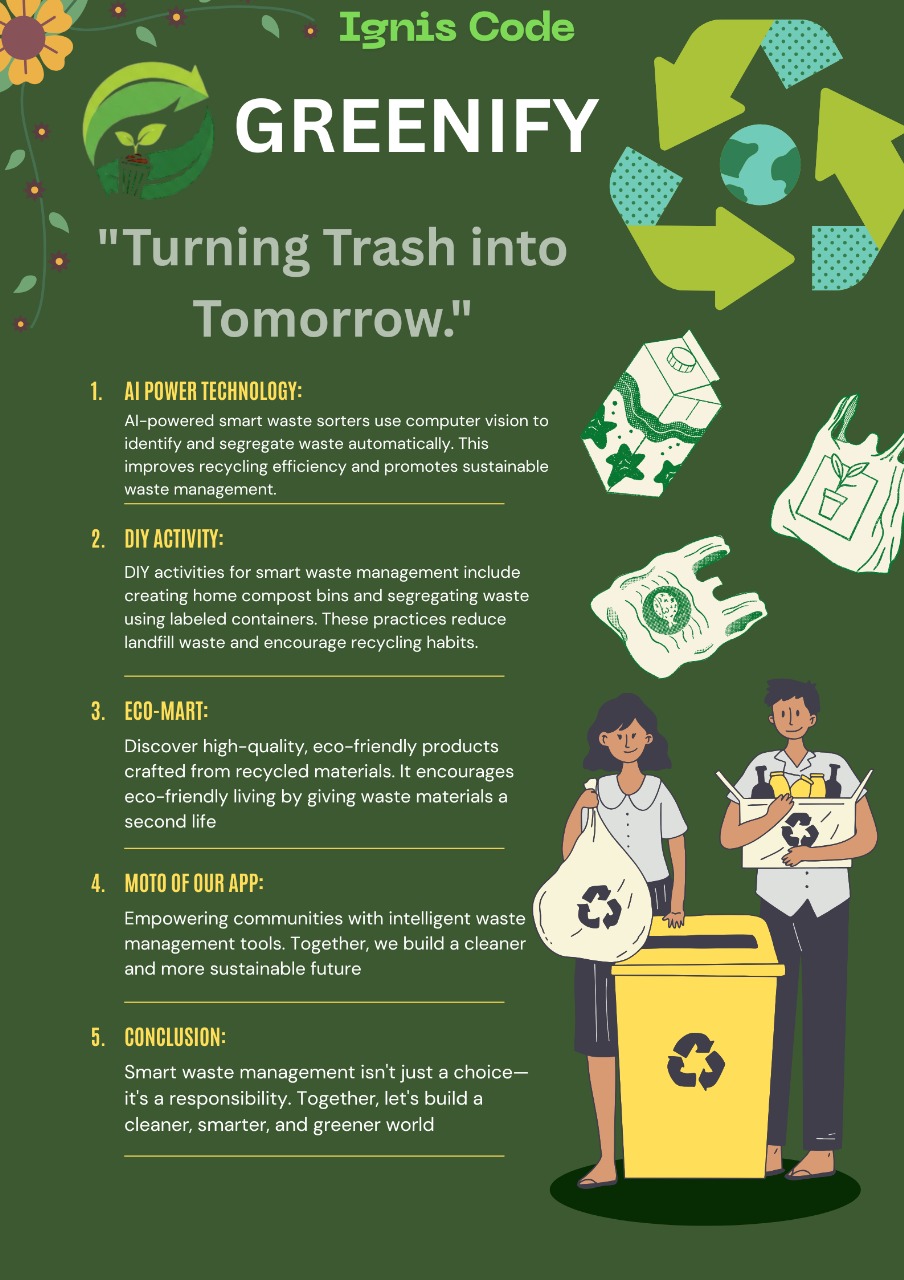 Ignis Code
GREENIFY
"Turning Trash into
Tomorrow."
1. AI POWER TECHNOLOGY:
AI-powered smart waste sorters use computer vision to
identify and segregate waste automatically. This
improves recycling efficiency and promotes sustainable
waste management.
2. DIY ACTIVITY:
DIY activities for smart waste management include
creating home compost bins and segregating waste
using labeled containers. These practices reduce
landfill waste and encourage recycling habits.
3. ECO-MART:
Discover high-quality, eco-friendly products
crafted from recycled materials. It encourages
eco-friendly living by giving waste materials a
second life
4. MOTO OF OUR APP:
Empowering communities with intelligent waste
management tools. Together, we build a cleaner
and more sustainable future
5. CONCLUSION:
Smart waste management isn't just a choice—
it's a responsibility. Together, let's build a
cleaner, smarter, and greener world